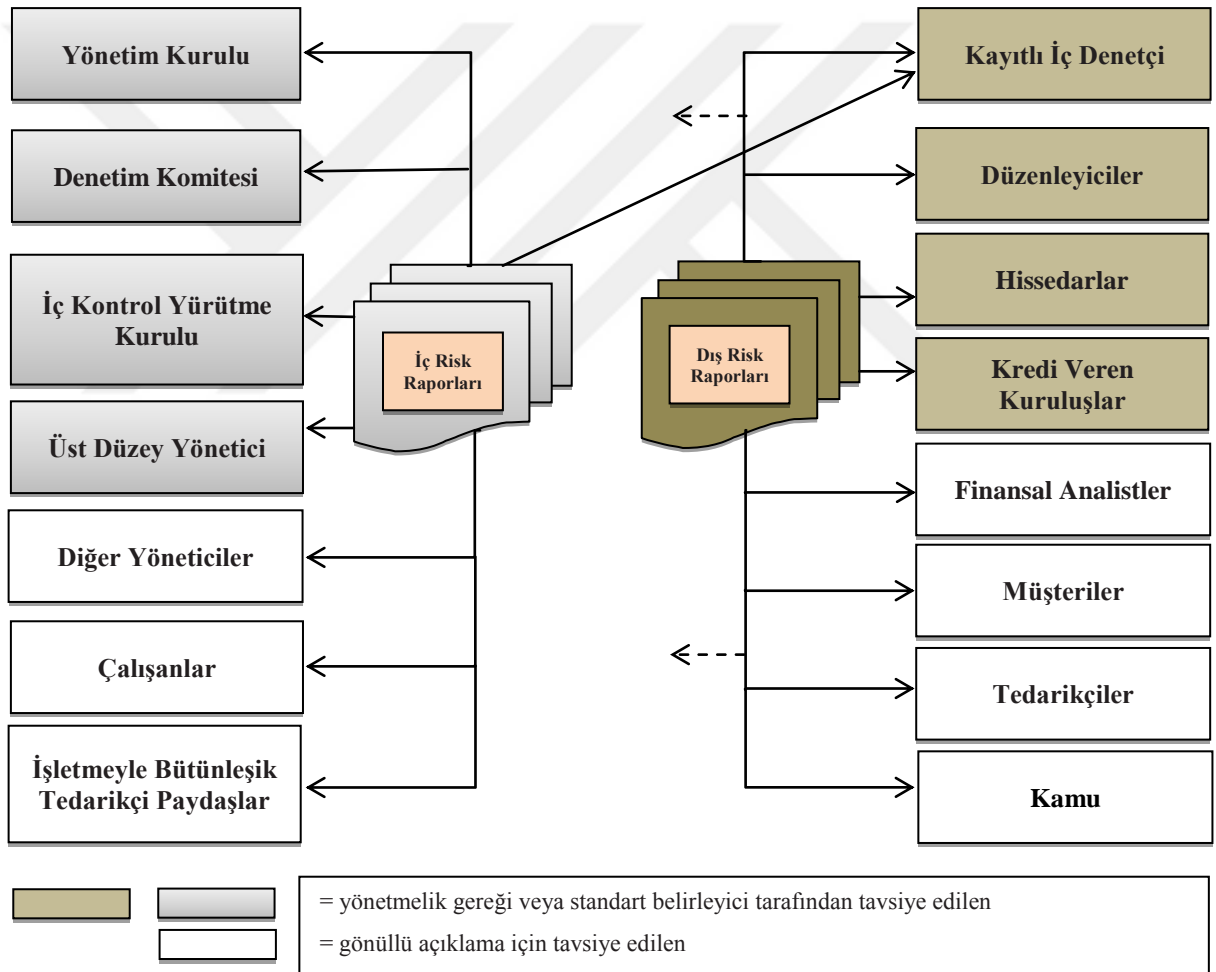 Yönetim Kurulu
Denetim Komitesi
İç Kontrol Yürütme
Kurulu
Üst Düzey Yönetici
Diğer Yöneticiler
Çalışanlar
İşletmeyle Bütünleşik
Tedarikçi Paydaşlar
İç Risk
Raporları
Dış Risk
Raporları
Kayıtlı İç Denetçi
Düzenleyiciler
Hissedarlar
Kredi Veren
Kuruluşlar
Finansal Analistler
Müşteriler
Tedarikçiler
Kamu
= yönetmelik gereği veya standart belirleyici tarafından tavsiye edilen
= gönüllü açıklama için tavsiye edilen